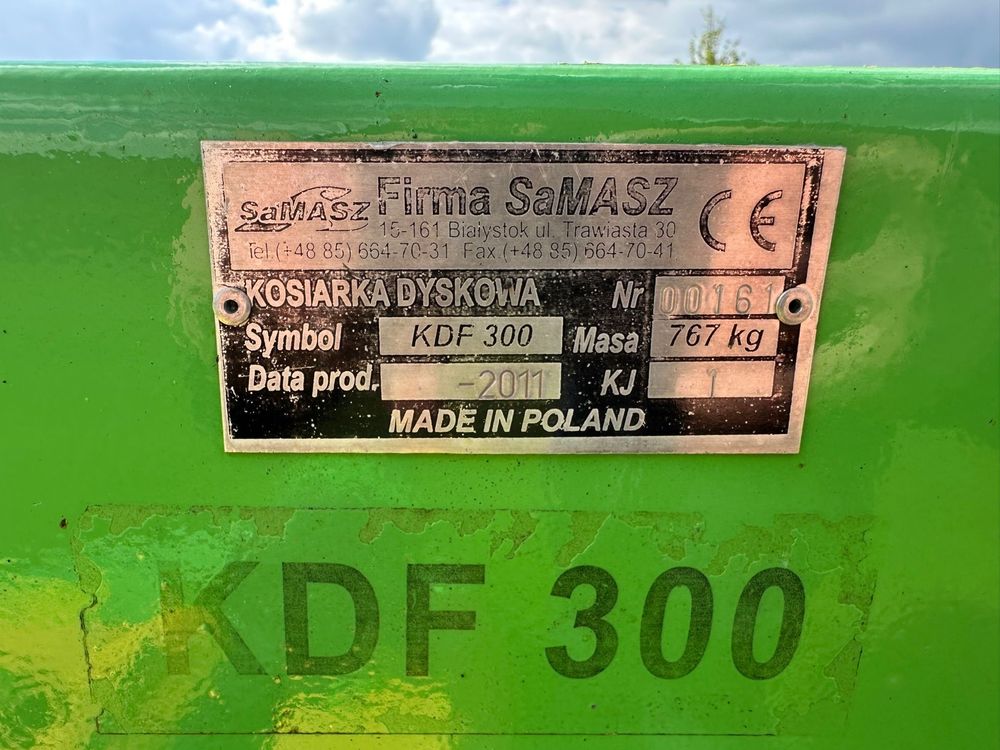 SaMASZ Firma SaMASZ CE
15-161 Białystok ul. Trawiasta 30
Tel.(+48 85) 664-70-31 Fax.(+48 85) 664-70-41
KOSIARKA DYSKOWA Nr 00161
Symbol KDF 300 Masa 767 kg
Data prod. -2011 KJ 1
MADE IN POLAND
KDF 300